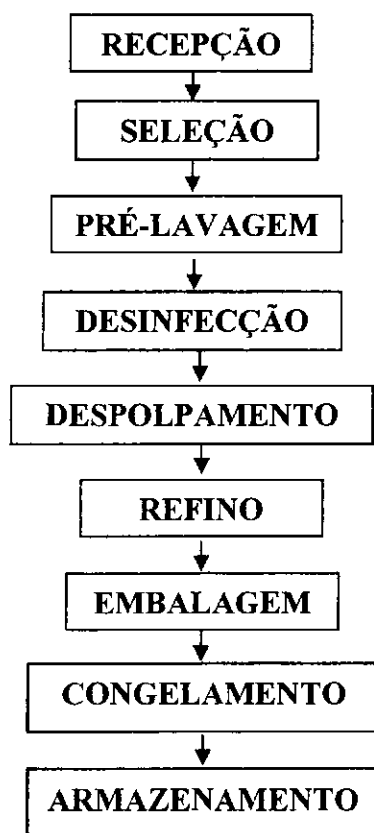 RECEPÇÃO
SELEÇÃO
PRÉ-LAVAGEM
DESINFECÇÃO
DESPOLPAMENTO
REFINO
EMBALAGEM
CONGELAMENTO
ARMAZENAMENTO